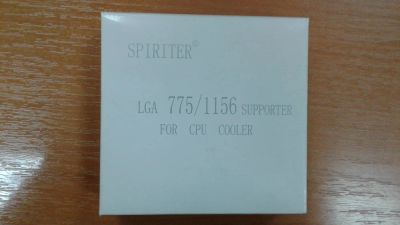 SPIRITER®
LGA 775/1156 SUPPORTER
FOR CPU COOLER